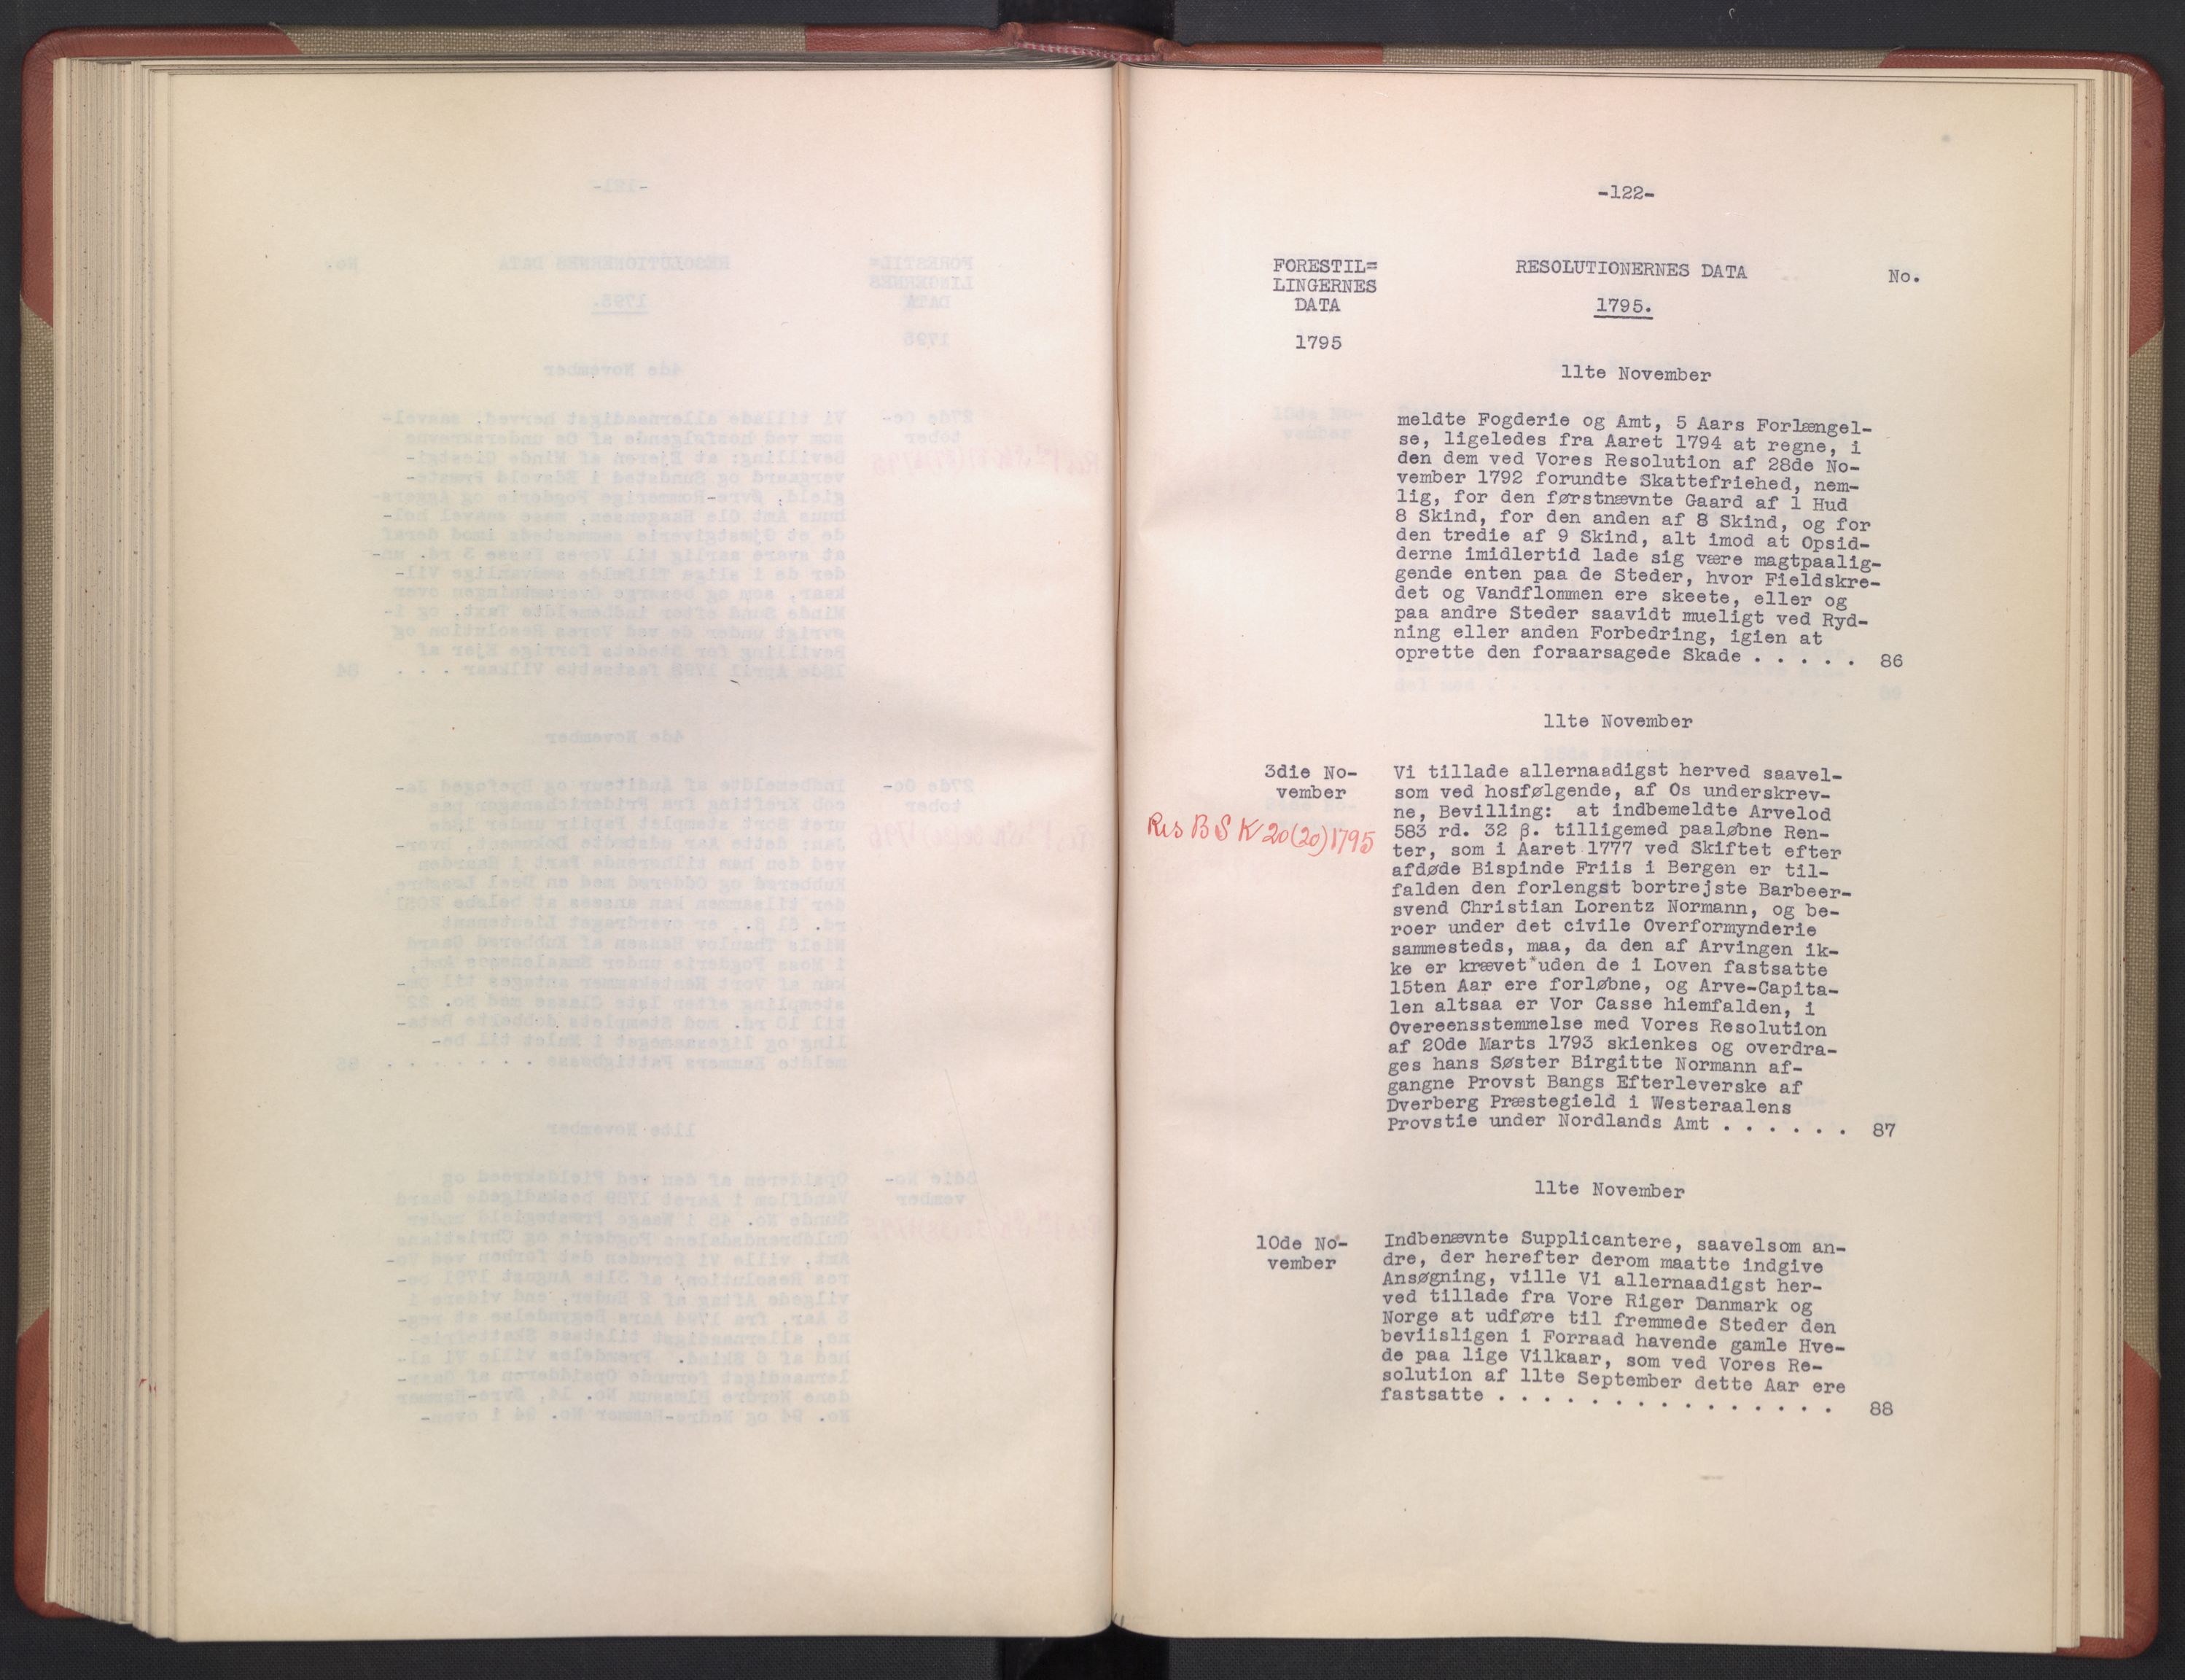 -122-
FORESTIL=
LINGERNES
DATA
1795
RESOLUTIONERNES DATA
1795.
No.
11te November
meldte Fogderie og Amt, 5 Aars Forlængel-
se, ligeledes fra Aaret 1794 at regne, i
den dem ved Vores Resolution af 28de No-
vember 1792 forundte Skattefriehed, nem-
lig, for den førstnævnte Gaard af 1 Hud
8 Skind, for den anden af 8 Skind, og for
den tredie af 9 Skind, alt imod at Opsid-
derne imidlertid lade sig være magtpaalig-
gende enten paa de Steder, hvor Fieldskre-
det og Vandflommen ere skeete, eller og
paa andre Steder saavidt mueligt ved Ryd-
ning eller anden Forbedring, igien at
oprette den foraarsagede Skade . . . . . 86
11te November
3die No-
vember
Res B S K 20(20)1795
Vi tillade allernaadigst herved saavel-
som ved hosfølgende, af Os underskrev-
ne, Bevilling: at indbemeldte Arvelod
583 rd. 32 β. tilligemed paaløbne Ren-
ter, som i Aaret 1777 ved Skiftet efter
afdøde Bispinde Friis i Bergen er til-
falden den forlengst bortrejste Barbeer-
svend Christian Lorentz Normann, og be-
roer under det civile Overformynderie
sammesteds, maa, da den af Arvingen ik-
ke er krævet uden de i Loven fastsatte
15ten Aar ere forløbne, og Arve-Capita-
len altsaa er Vor Casse hiemfalden, i
Overeensstemmelse med Vores Resolution
af 20de Marts 1793 skienkes og overdra-
ges hans Søster Birgitte Normann af-
gangne Provst Bangs Efterleverske af
Dverberg Præstegield i Westeraalens
Provstie under Nordlands Amt . . . . . . 87
11te November
10de No-
vember
Indbenævnte Supplicantere, saavelsom an-
dre, der herefter derom maatte indgive
Ansøgning, ville Vi allernaadigst her-
ved tillade fra Vore Riger Danmark og
Norge at udføre til fremmede Steder den
beviisligen i Forraad havende gamle Hve-
de paa lige Vilkaar, som ved Vores Re-
solution af 11te September dette Aar ere
fastsatte . . . . . . . . . . . . . . . 88